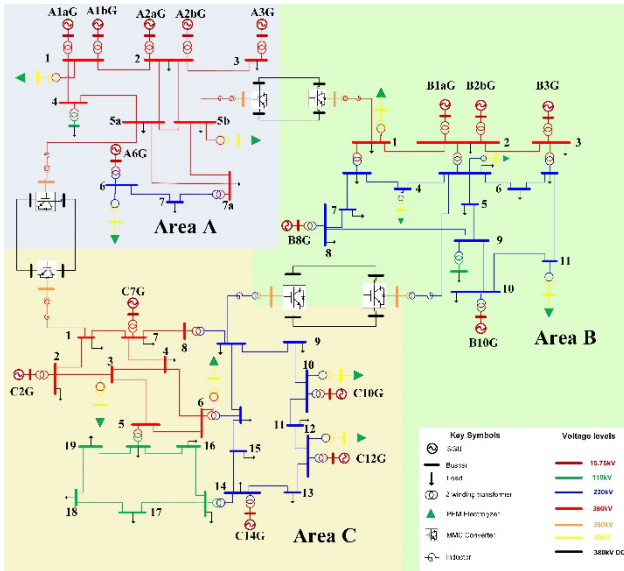 A1aG A1bG A2aG A2bG A3G
1 2 3
4
5a 5b
A6G
6
7 7a
Area A
B1aG B2bG B3G
1 2 3
4 6
5
7
8
B8G
9
10
11
B10G
Area B
C7G
1 7 8
2 3 4
C2G
5 6
9
10
C10G
11 12
C12G
13
14 15
C14G
16
17
18
19
Area C
Key Symbols
SGU
Busbar
Load
2 winding transformer
PEM Electrolyzer
MMC Converter
Inductor
Voltage levels
15.75kV
110kV
220kV
380kV
350kV
380kV DC